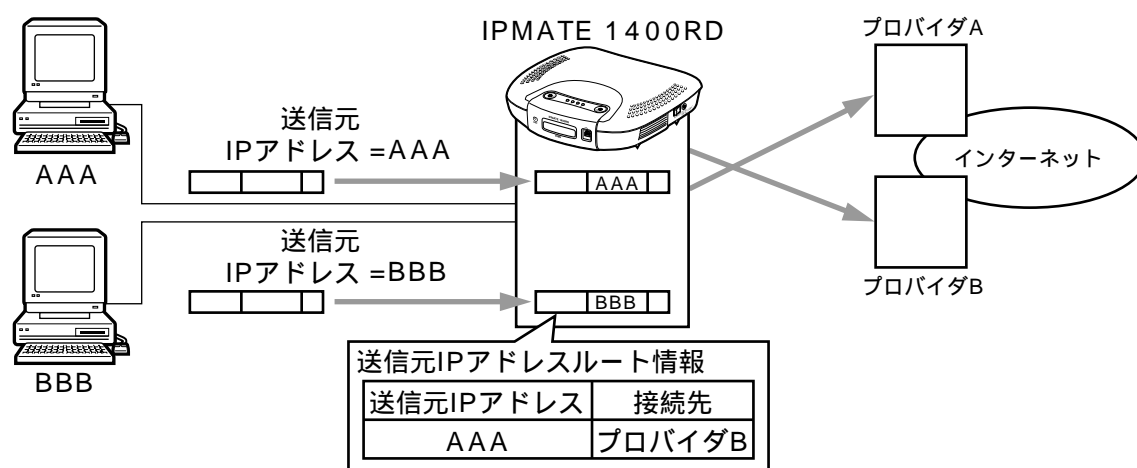 IPMATE 1400RD
プロバイダA
送信元
IPアドレス =AAA
AAA
AAA
インターネット
送信元
IPアドレス =BBB
プロバイダB
BBB
BBB
送信元IPアドレスルート情報
送信元IPアドレス 接続先
AAA プロバイダB